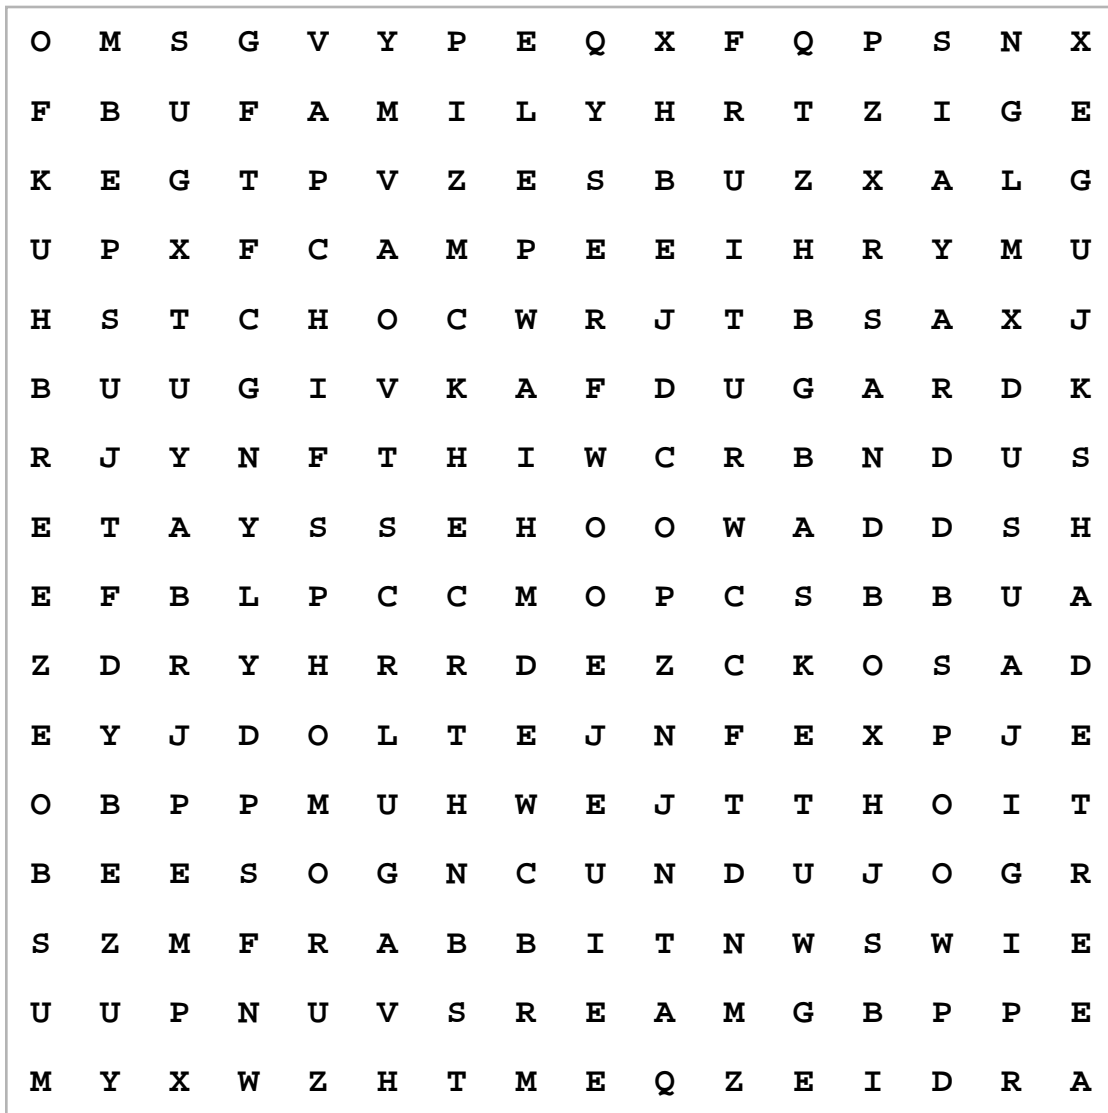 O M S G V Y P E Q X F Q P S N X
F B U F A M I L Y H R T Z I G E
K E G T P V Z E S B U Z X A L G
U P X F C A M P E E I H R Y M U
H S T C H O C W R J T B S A X J
B U U G I V K A F D U G A R D K
R J Y N F T H I W C R B N D U S
E T A Y S S E H O O W A D D S H
E F B L P C C M O P C S B B U A
Z D R Y H R R D E Z C K O S A D
E Y J D O L T E J N F E X P J E
O B P P M U H W E J T T H O I T
B E E S O G N C U N D U J O G R
S Z M F R A B B I T N W S W I E
U U P N U V S R E A M G B P P E
M Y X W Z H T M E Q Z E I D R A